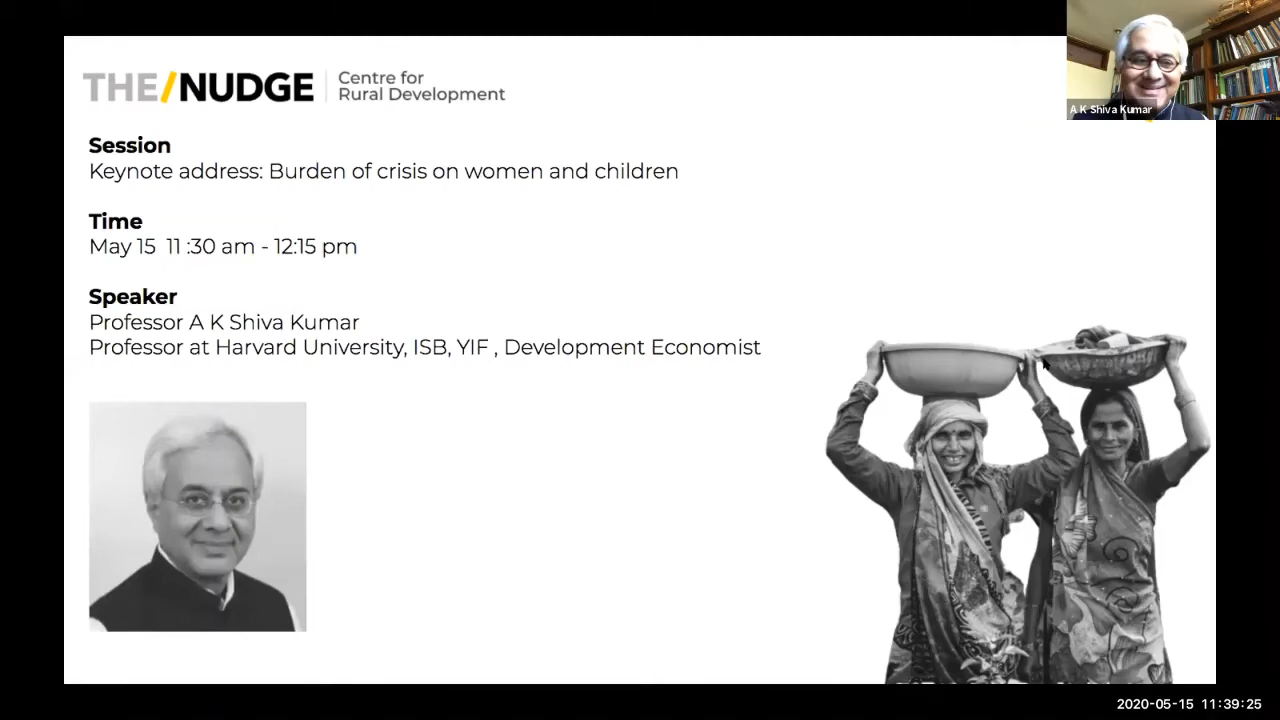 THE/NUDGE
Centre for
Rural Development
A K Shiva Kumar
Session
Keynote address: Burden of crisis on women and children
Time
May 15 11 :30 am - 12:15 pm
Speaker
Professor A K Shiva Kumar
Professor at Harvard University, ISB, YIF , Development Economist
2020-05-15 11:39:25